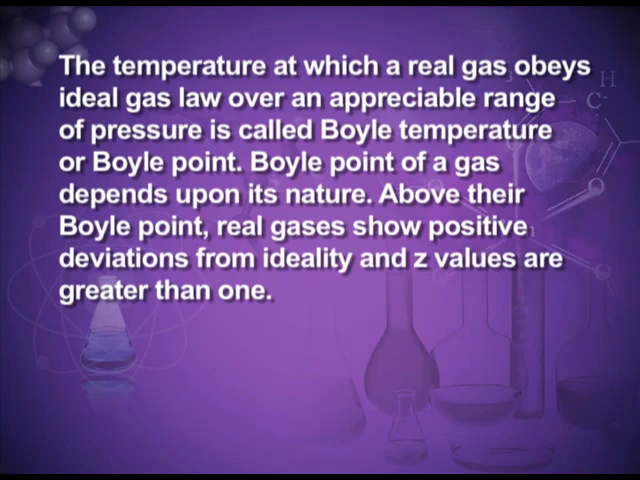 The temperature at which a real gas obeys
ideal gas law over an appreciable range
of pressure is called Boyle temperature
or Boyle point. Boyle point of a gas
depends upon its nature. Above their
Boyle point, real gases show positive
deviations from ideality and z values are
greater than one.
H
C